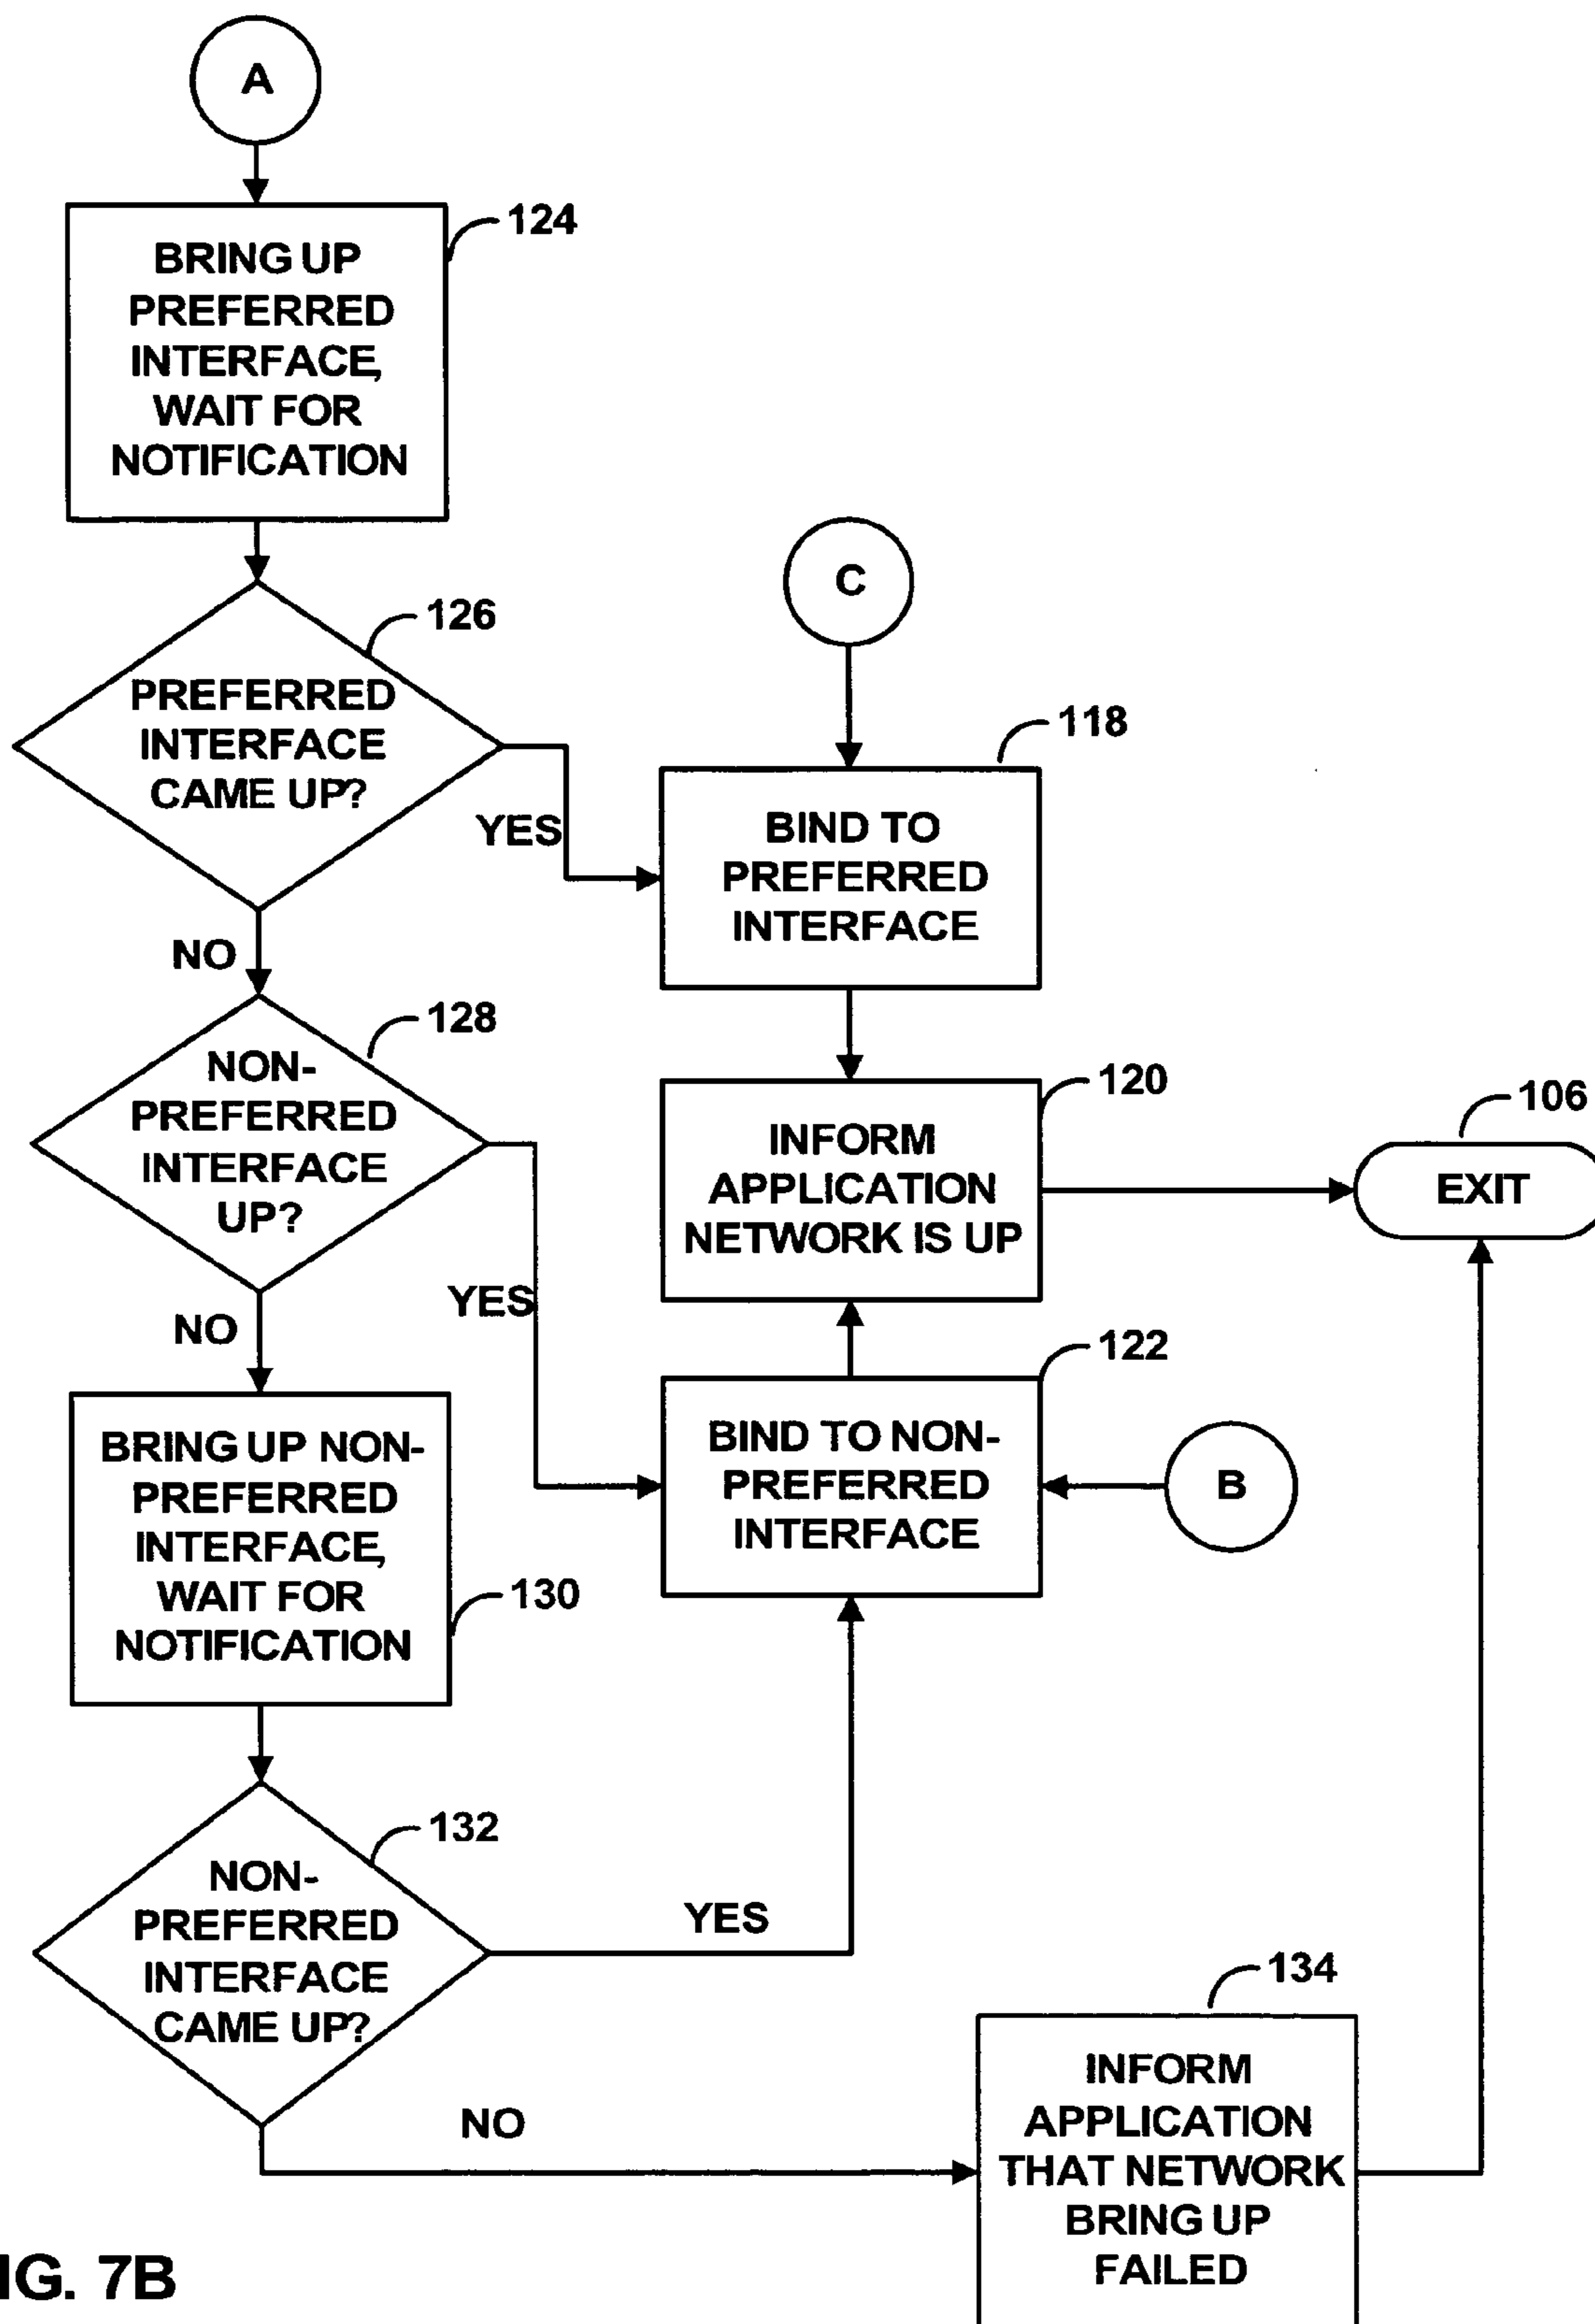 A
124
BRING UP
PREFERRED
INTERFACE,
WAIT FOR
NOTIFICATION
126
PREFERRED
INTERFACE
CAME UP?
YES
NO
C
118
BIND TO
PREFERRED
INTERFACE
128
NON-
PREFERRED
INTERFACE
UP?
YES
NO
120
INFORM
APPLICATION
NETWORK IS UP
106
EXIT
122
BIND TO NON-
PREFERRED
INTERFACE
B
BRING UP NON-
PREFERRED
INTERFACE,
WAIT FOR
NOTIFICATION
130
132
NON-
PREFERRED
INTERFACE
CAME UP?
YES
NO
134
INFORM
APPLICATION
THAT NETWORK
BRING UP
FAILED
IG. 7B